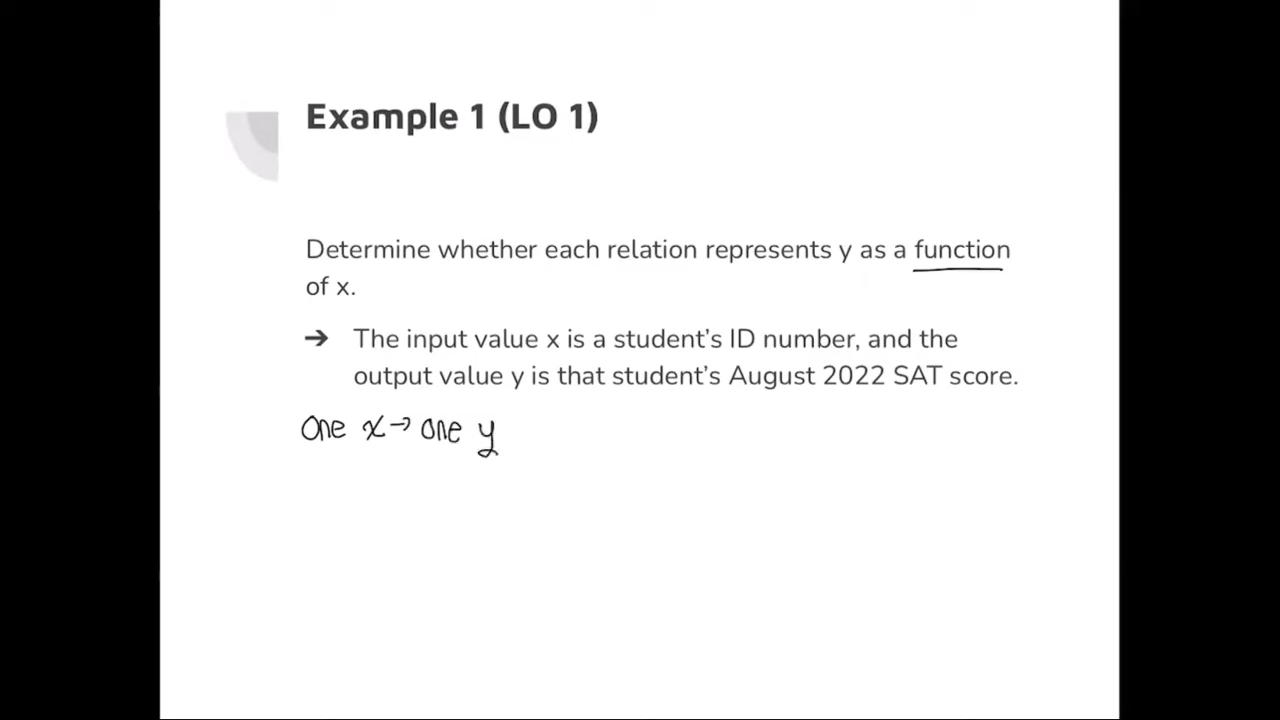 Example 1 (LO 1)
Determine whether each relation represents y as a function
of x.
➔ The input value x is a student's ID number, and the
output value y is that student's August 2022 SAT score.
One x → one y